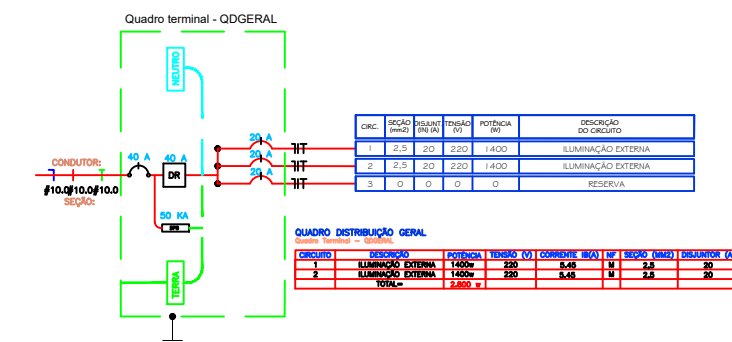 Quadro terminal - QDGERAL
NEUTRO
CONDUTOR:
#10.0#10.0#10.0
SEÇÃO:
40 A
40 A
DR
50 KA
DPS
TERRA
20 A
20 A
20 A
CIRC. SEÇÃO (mm2) DISJUNT. (IN) (A) TENSÃO (V) POTÊNCIA (W) DESCRIÇÃO DO CIRCUITO
1 2,5 20 220 1400 ILUMINAÇÃO EXTERNA
2 2,5 20 220 1400 ILUMINAÇÃO EXTERNA
3 0 0 0 0 RESERVA
QUADRO DISTRIBUIÇÃO GERAL
Quadro Terminal - QDGERAL
CIRCUITO DESCRIÇÃO POTÊNCIA TENSÃO (V) CORRENTE IB(A) NF SEÇÃO (MM2) DISJUNTOR (A
1 ILUMINAÇÃO EXTERNA 1400w 220 5.45 M 2,5 20
2 ILUMINAÇÃO EXTERNA 1400w 220 5.45 M 2,5 20
TOTAL= 2.800 w